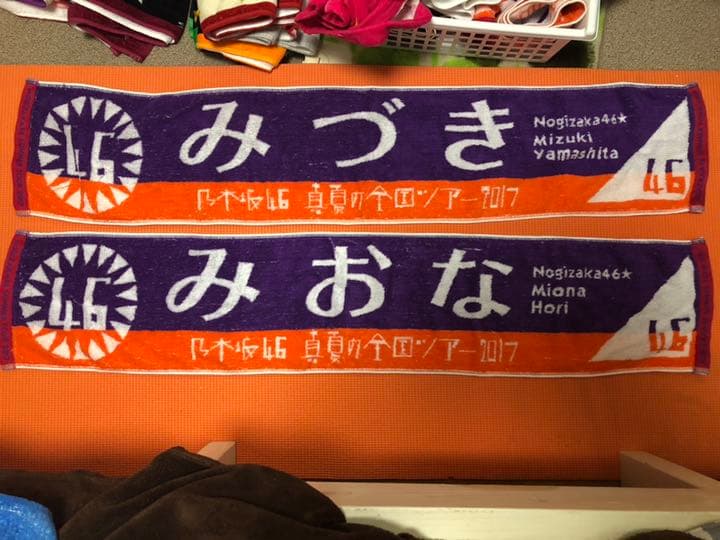 46
みづき
Nogizaka46★
Mizuki
Yamashita
46
乃木坂46 真夏の全国ツアー2017
46
みおな
Nogizaka46★
Miona
Hori
46
乃木坂46 真夏の全国ツアー2017